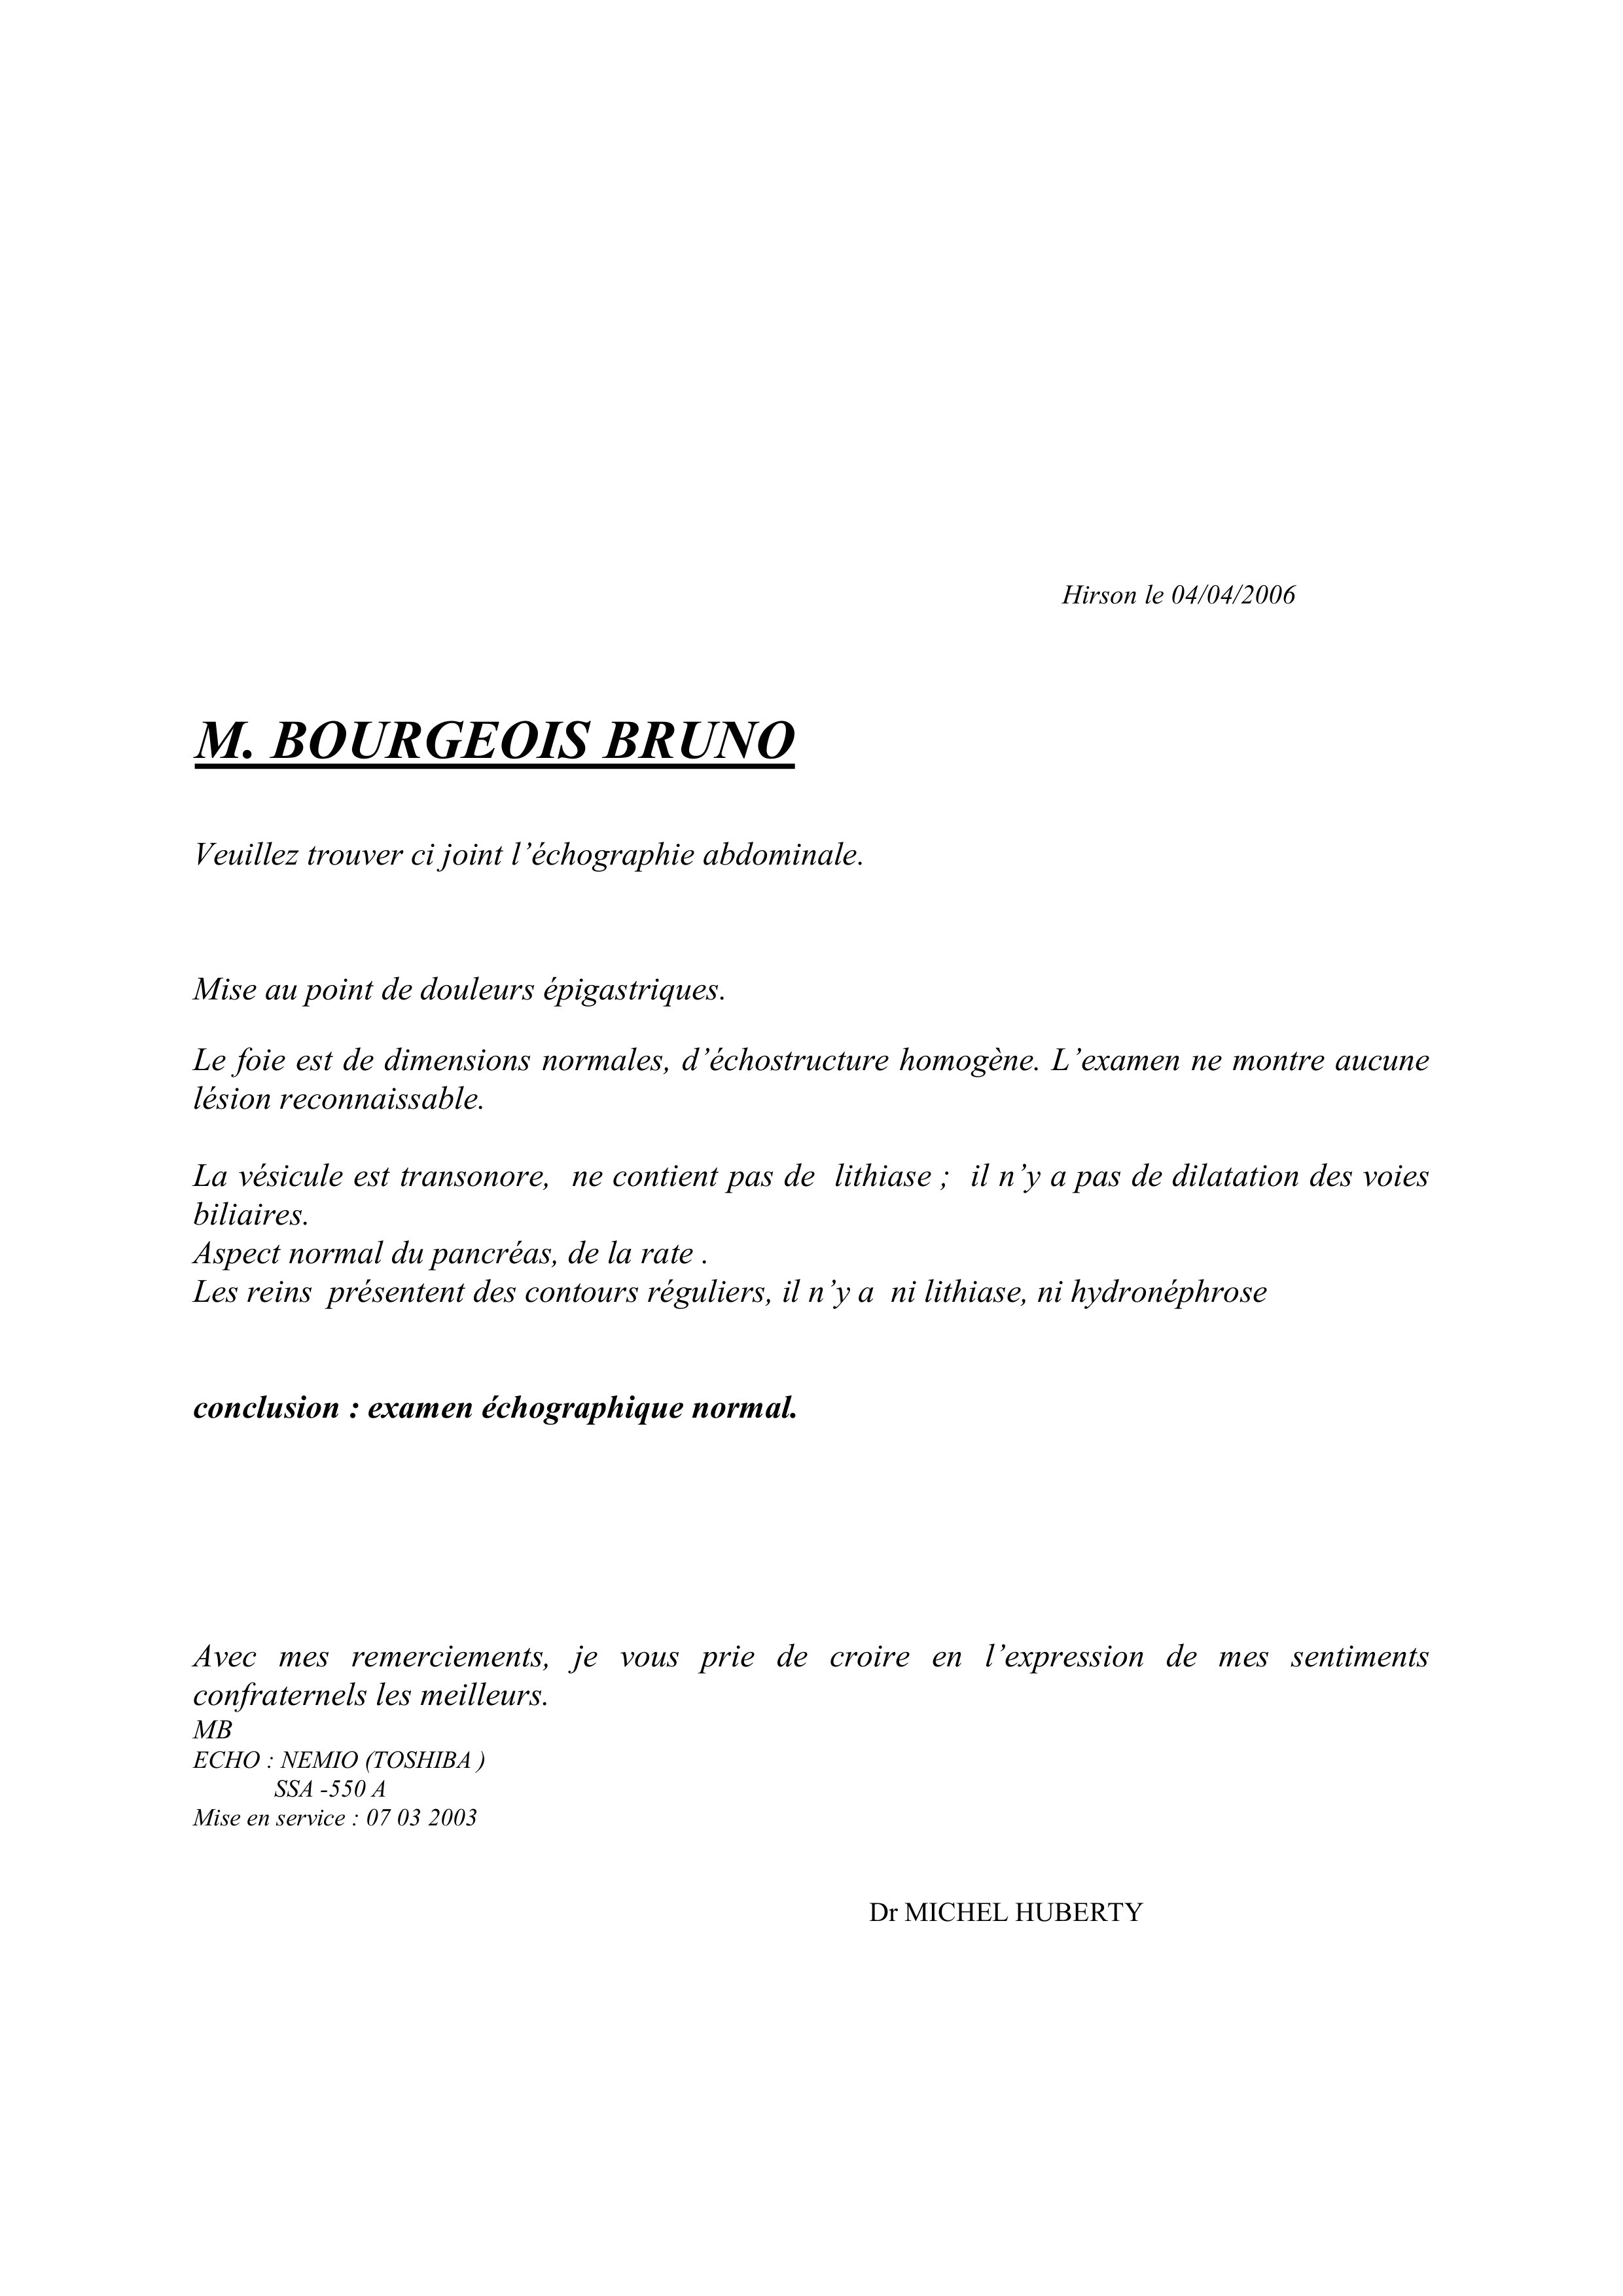 Hirson le 04/04/2006
M. BOURGEOIS BRUNO
Veuillez trouver ci joint l’échographie abdominale.
Mise au point de douleurs épigastriques.
Le foie est de dimensions normales, d’échostructure homogène. L’examen ne montre aucune
lésion reconnaissable.
La vésicule est transonore,  ne contient pas de  lithiase ;  il n’y a pas de dilatation des voies
biliaires.
Aspect normal du pancréas, de la rate .
Les reins  présentent des contours réguliers, il n’y a  ni lithiase, ni hydronéphrose
conclusion : examen échographique normal.
Avec mes remerciements, je vous prie de croire en l’expression de mes sentiments
confraternels les meilleurs.
MB
ECHO : NEMIO (TOSHIBA )
SSA -550 A
Mise en service : 07 03 2003
Dr MICHEL HUBERTY